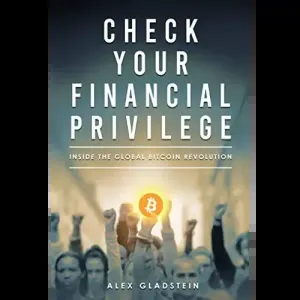 CHECK
YOUR
FINANCIAL
PRIVILEGE
INSIDE THE GLOBAL BITCOIN REVOLUTION
ALEX GLADSTEIN